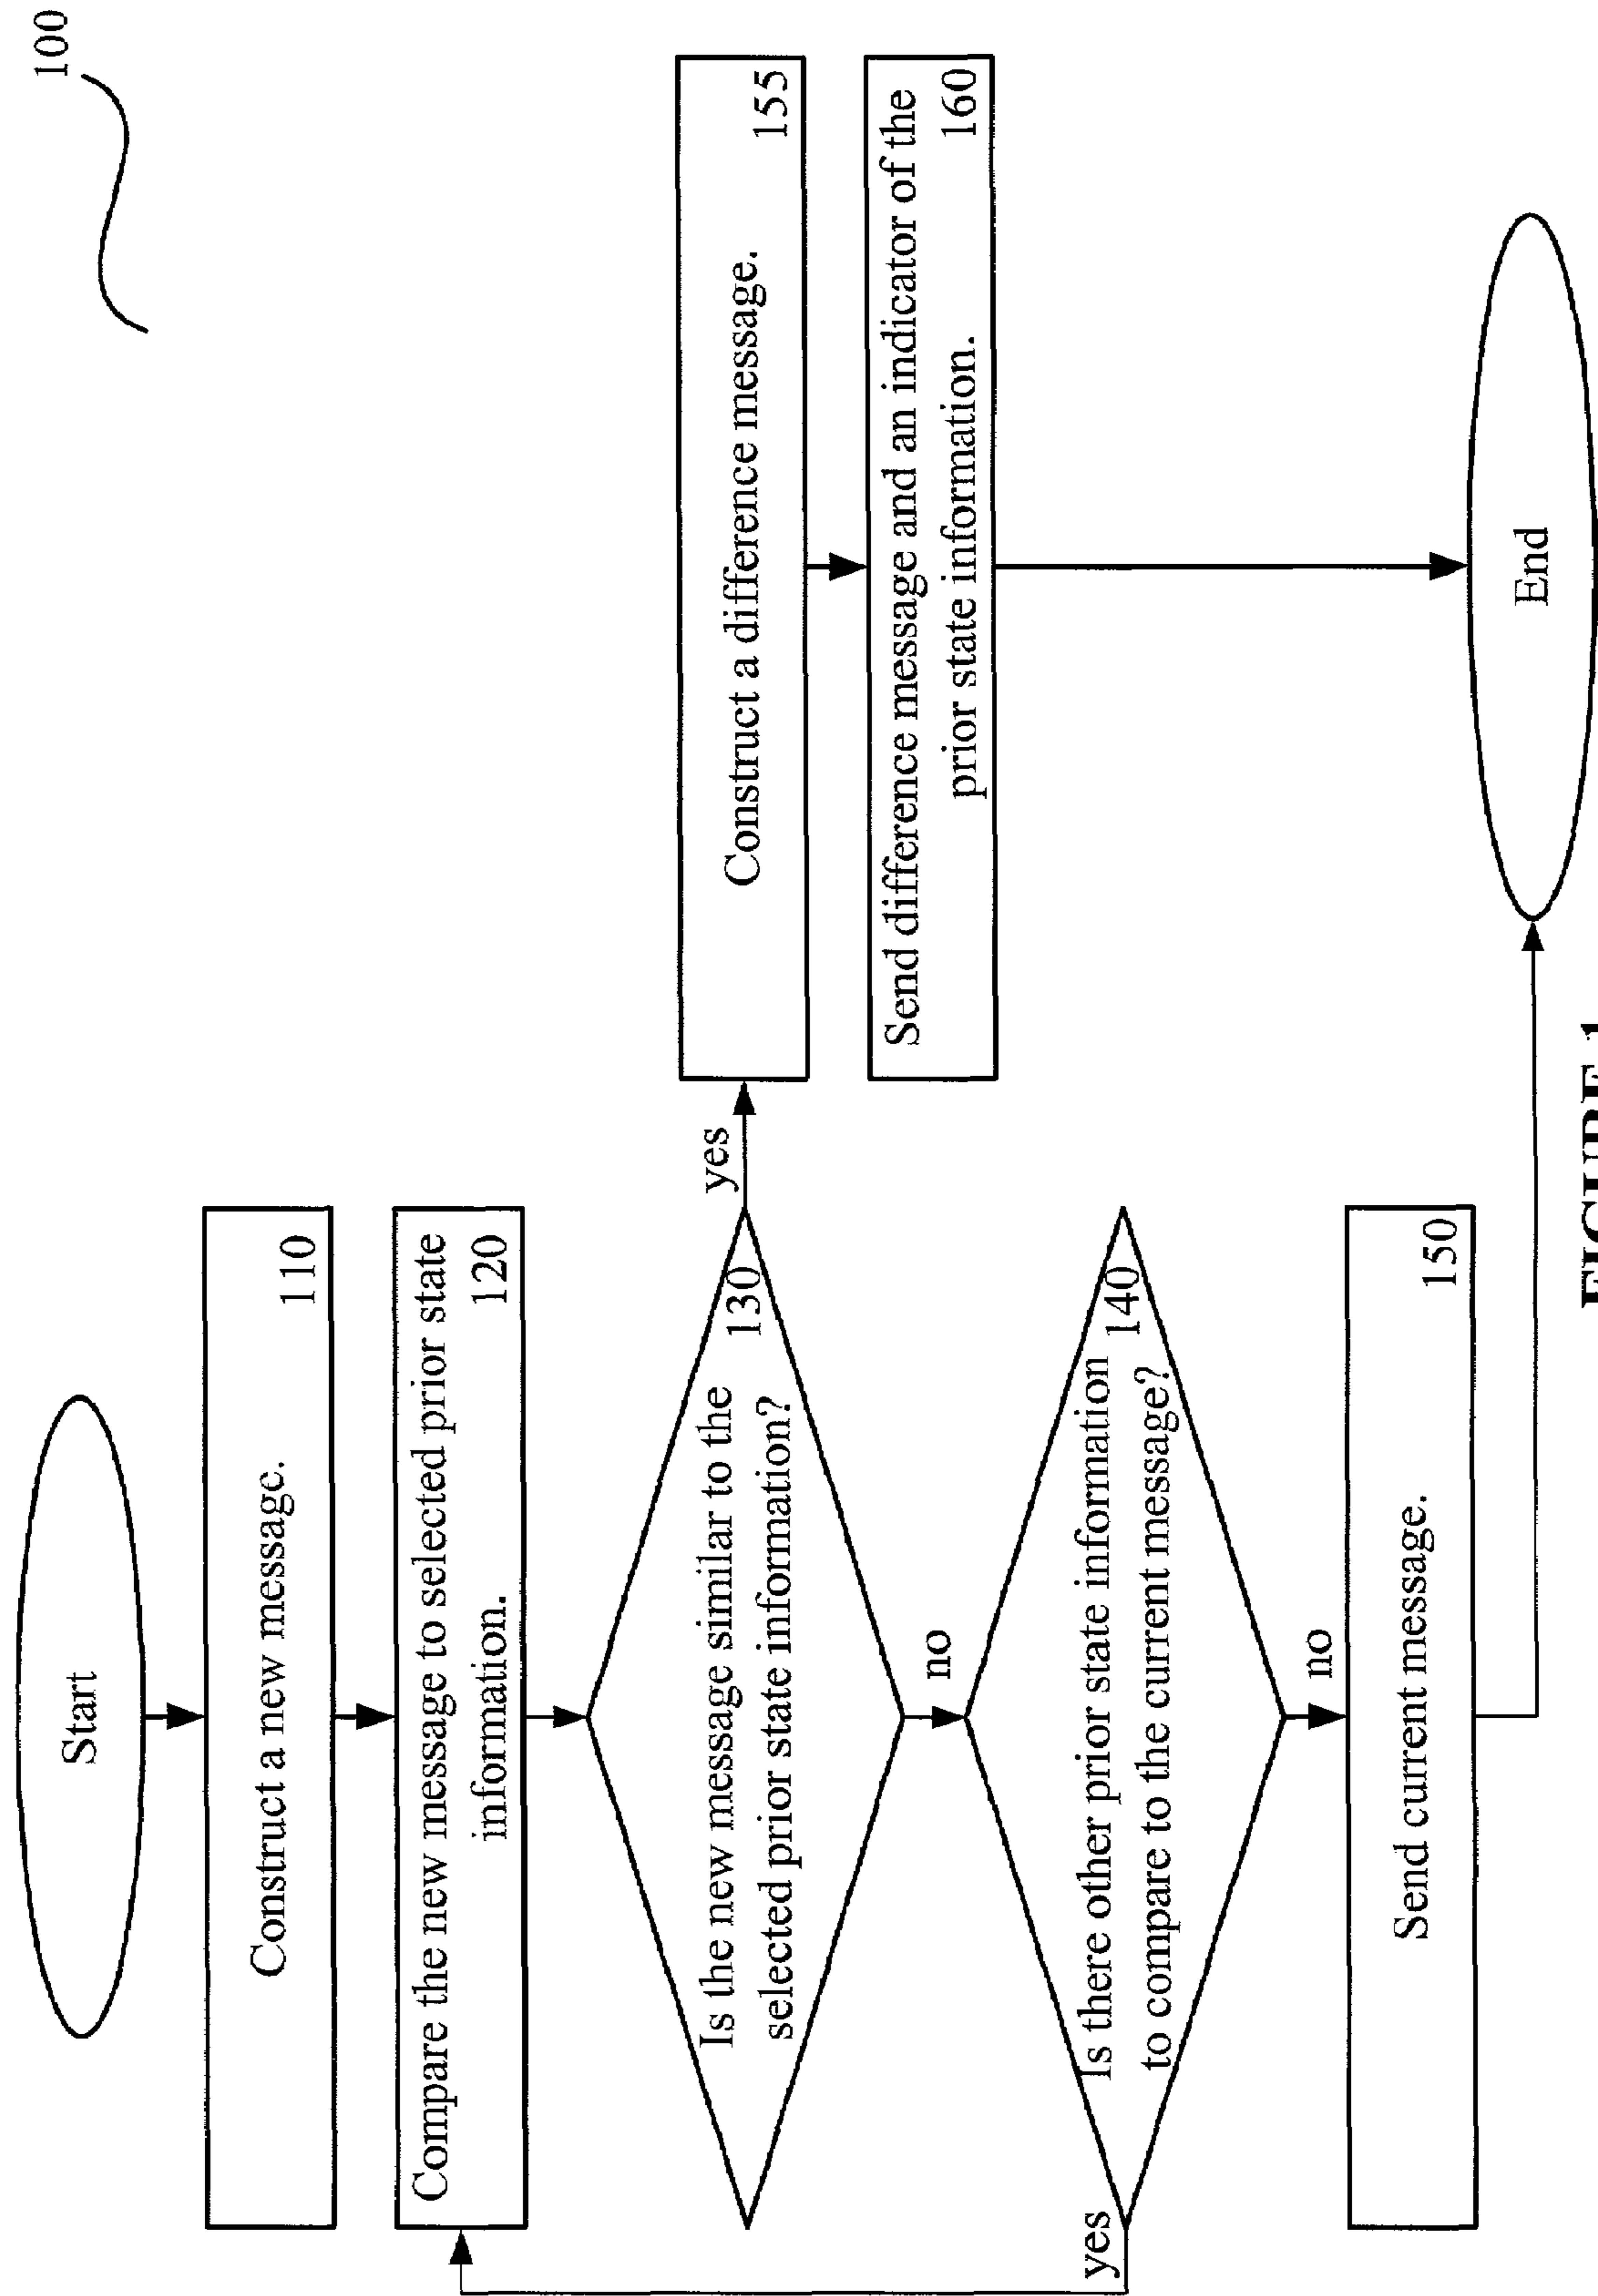 100
Start
Construct a new message.
110
Compare the new message to selected prior state
information.
120
Is the new message similar to the
selected prior state information?
130
yes
Construct a difference message.
155
Send difference message and an indicator of the
prior state information.
160
no
Is there other prior state information
to compare to the current message?
140
yes
no
Send current message.
150
End
FIGURE 1